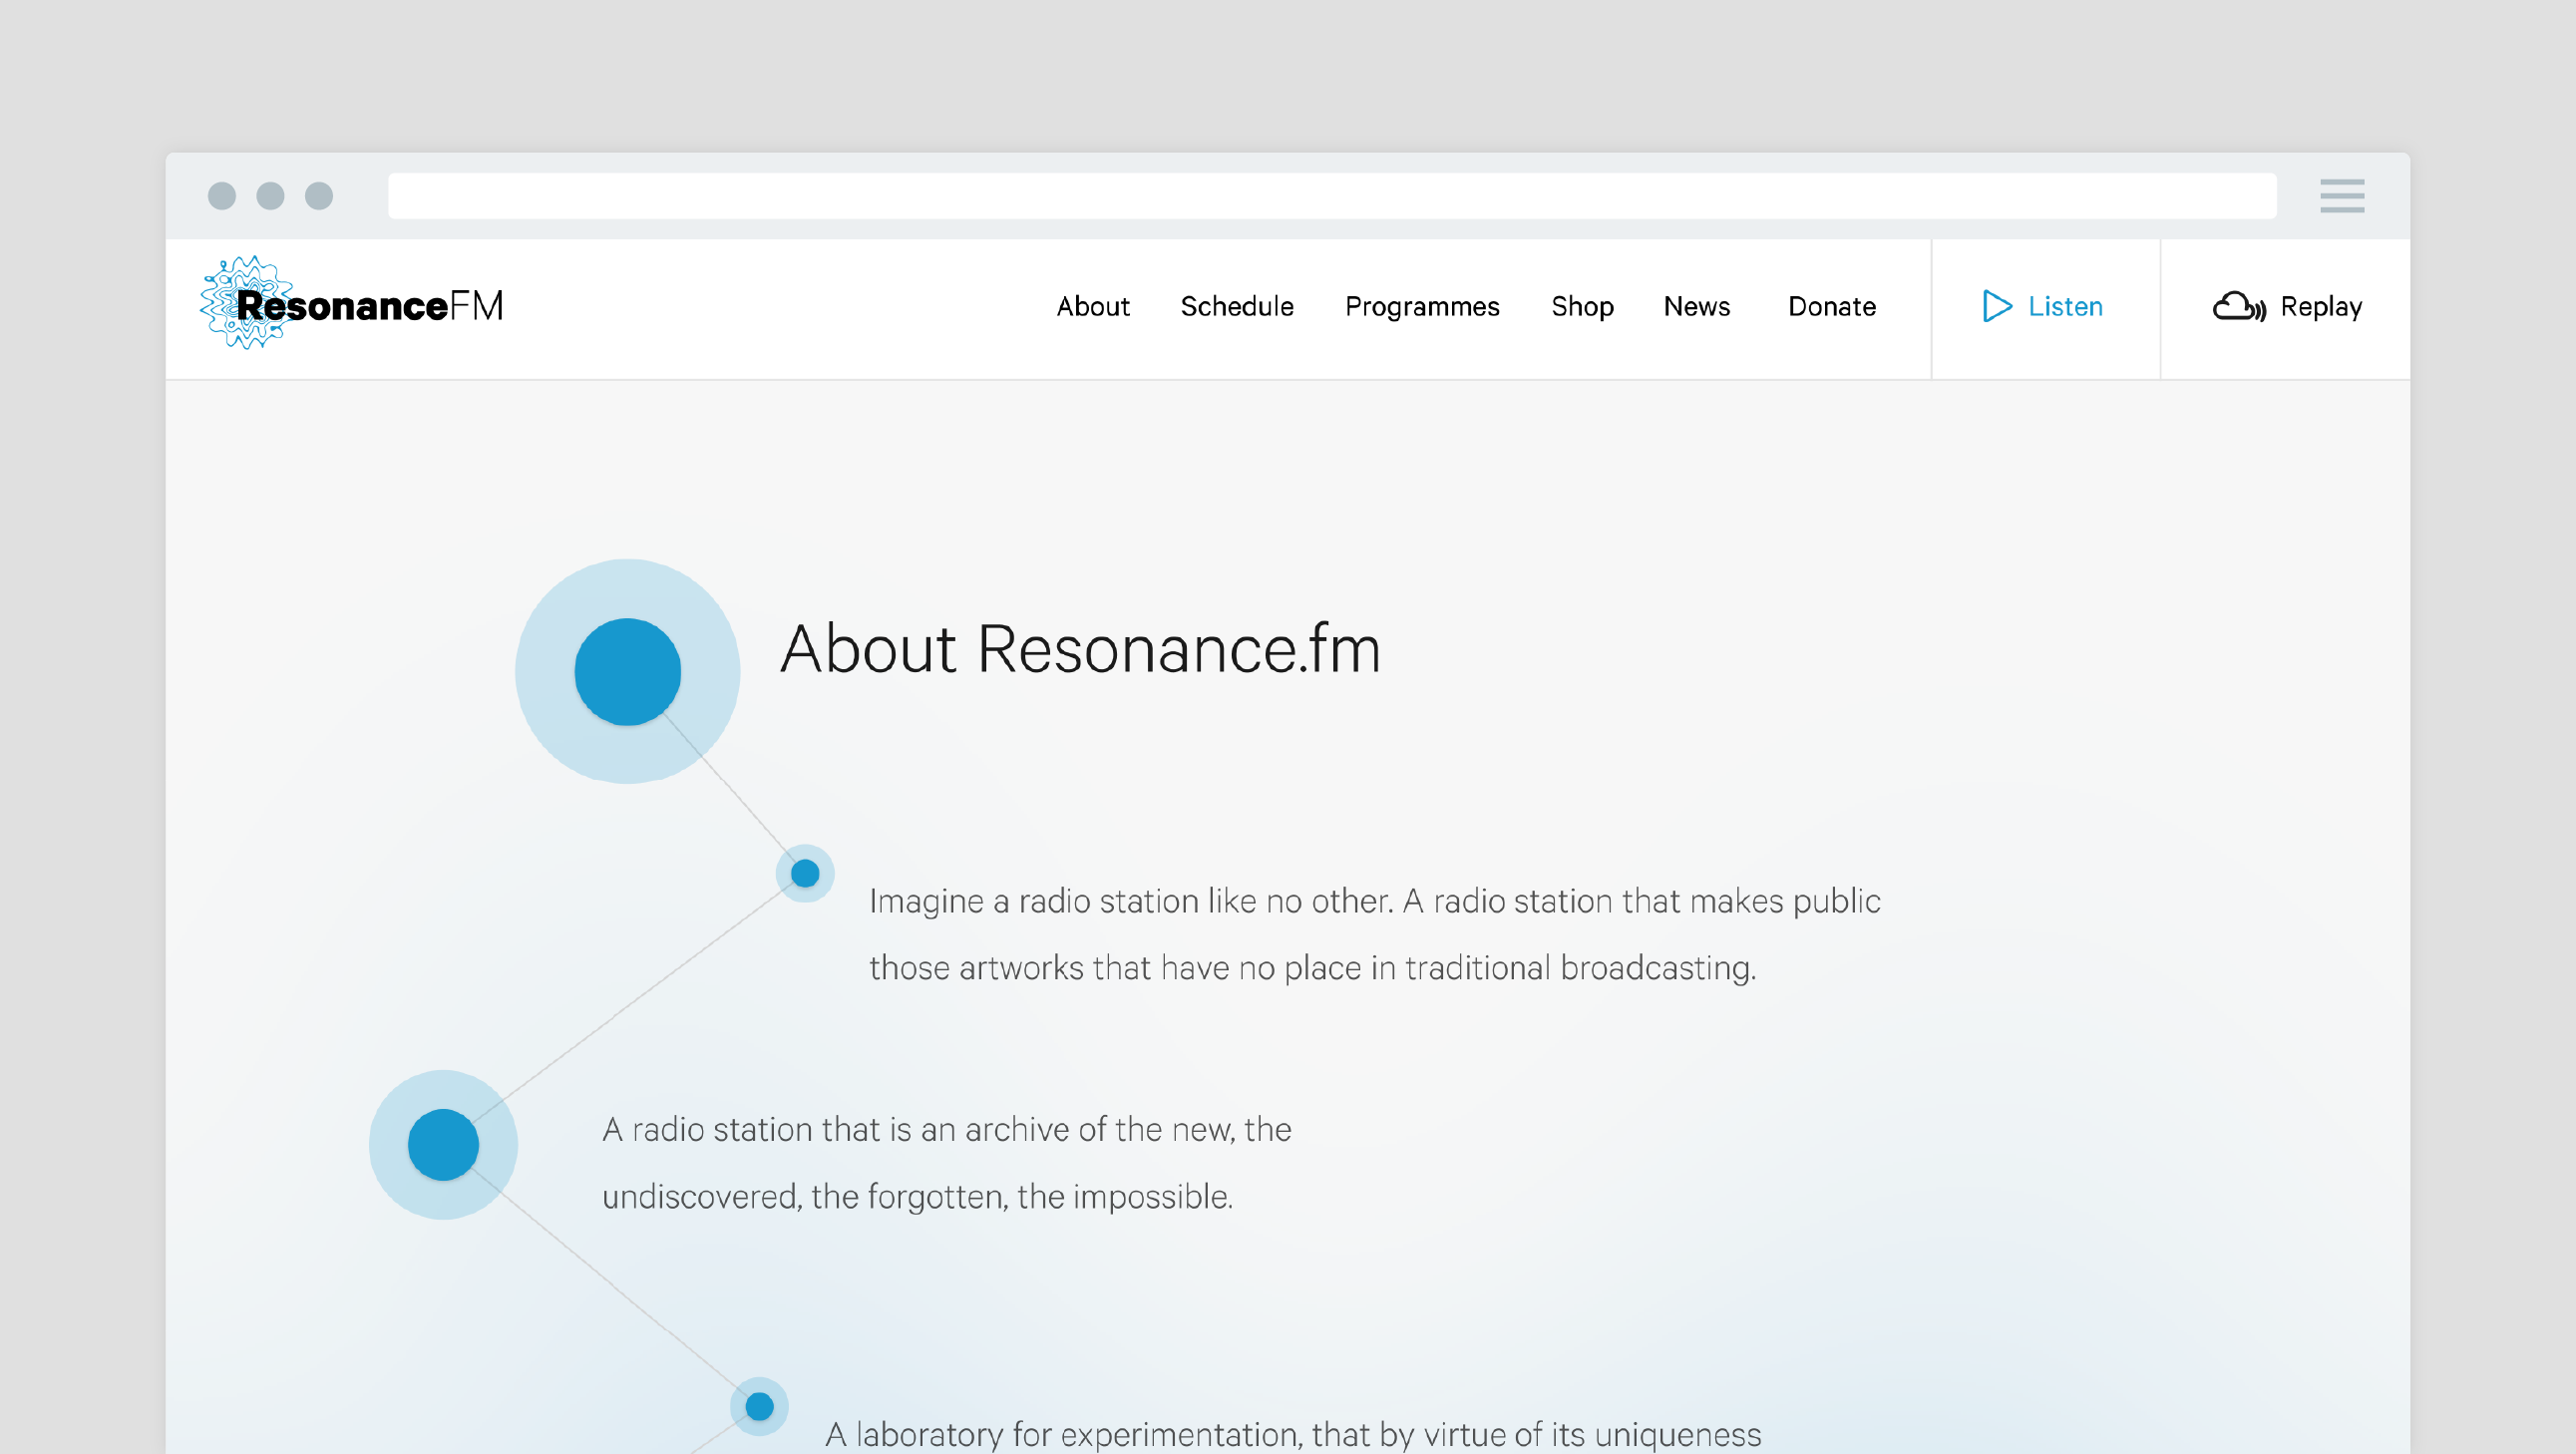 ResonanceFM
About Schedule Programmes Shop News Donate Listen Replay
About Resonance.fm
Imagine a radio station like no other. A radio station that makes public
those artworks that have no place in traditional broadcasting.
A radio station that is an archive of the new, the
undiscovered, the forgotten, the impossible.
A laboratory for experimentation, that by virtue of its uniqueness